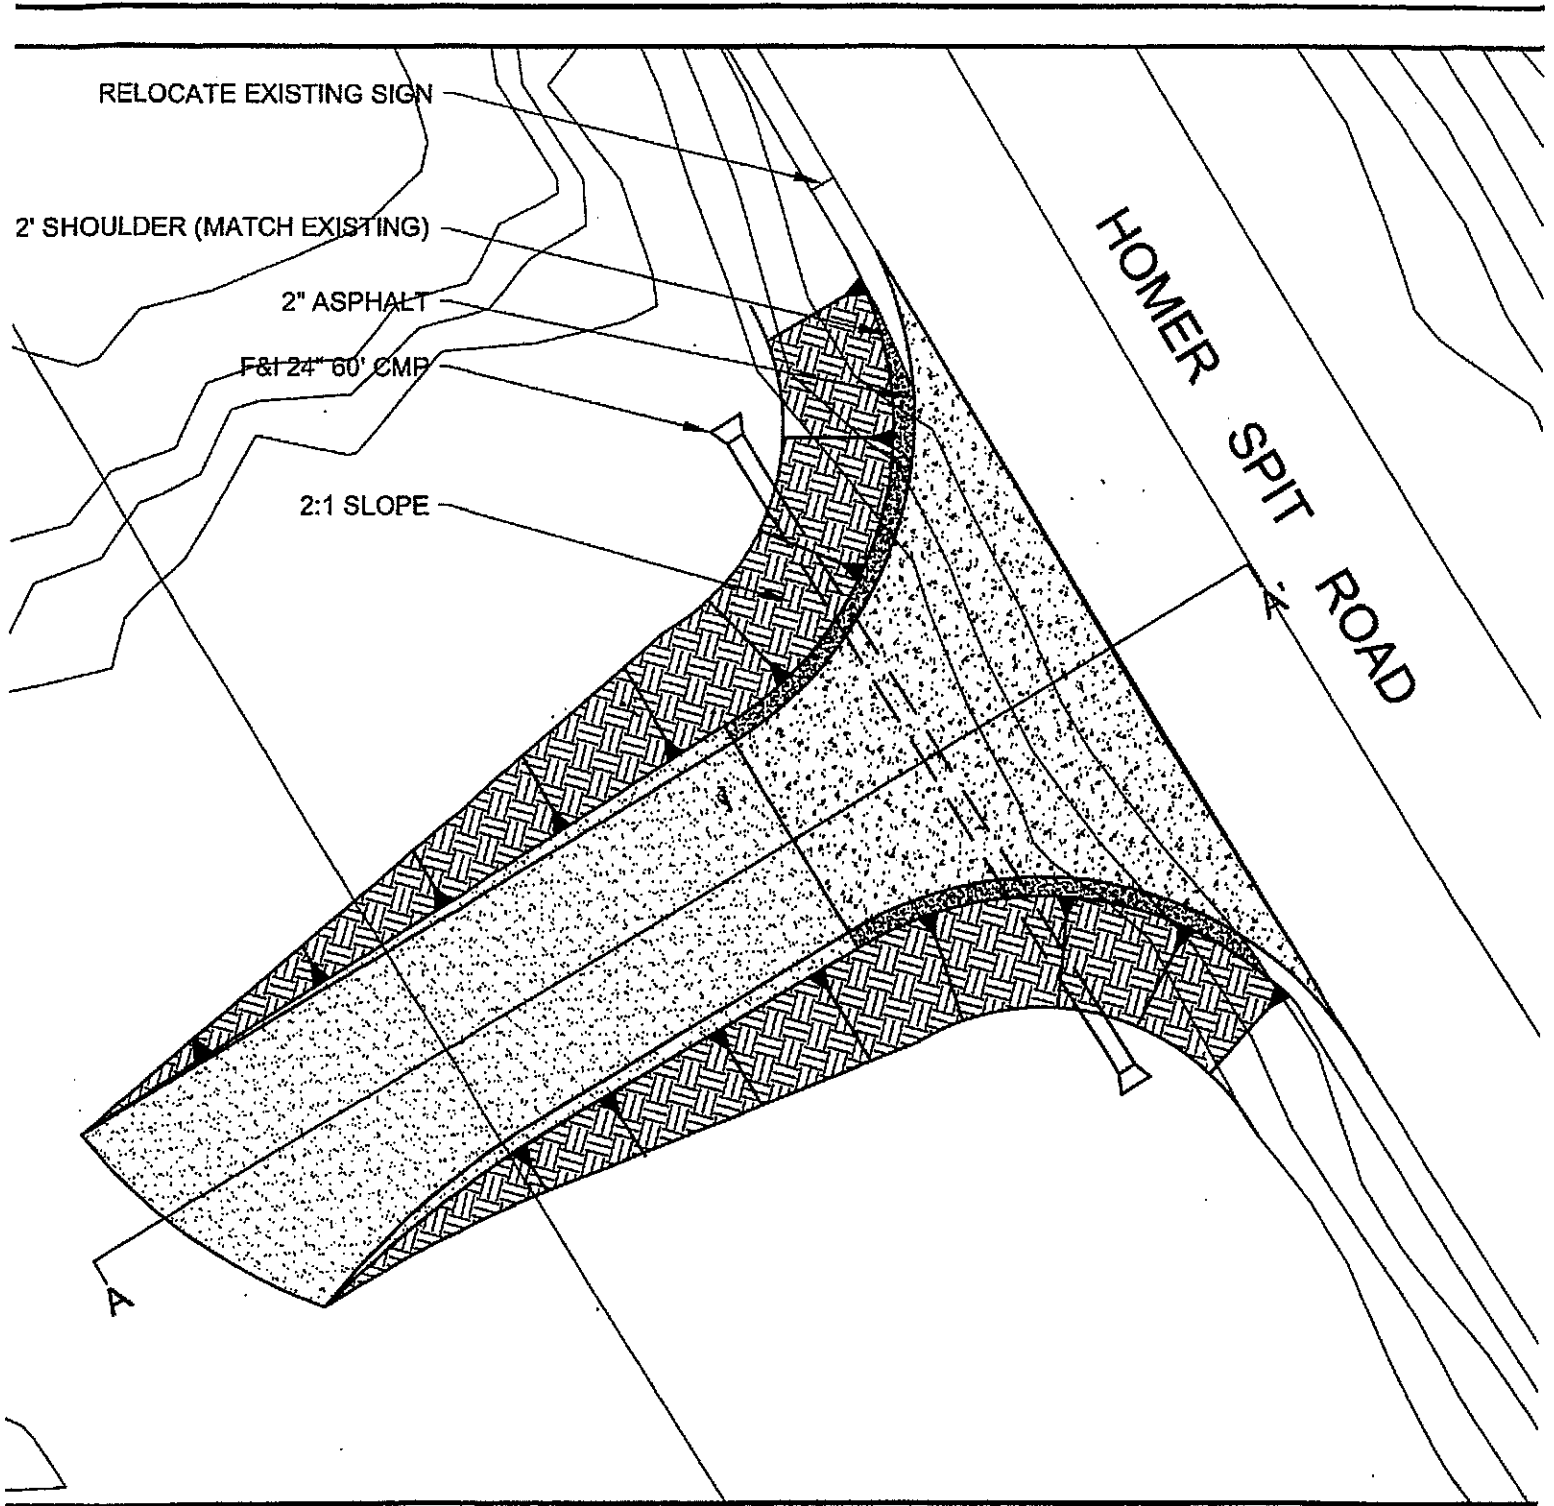 RELOCATE EXISTING SIGN
2' SHOULDER (MATCH EXISTING)
2" ASPHALT
F&I 24" 60' CMP
2:1 SLOPE
HOMER SPIT ROAD
A'
A